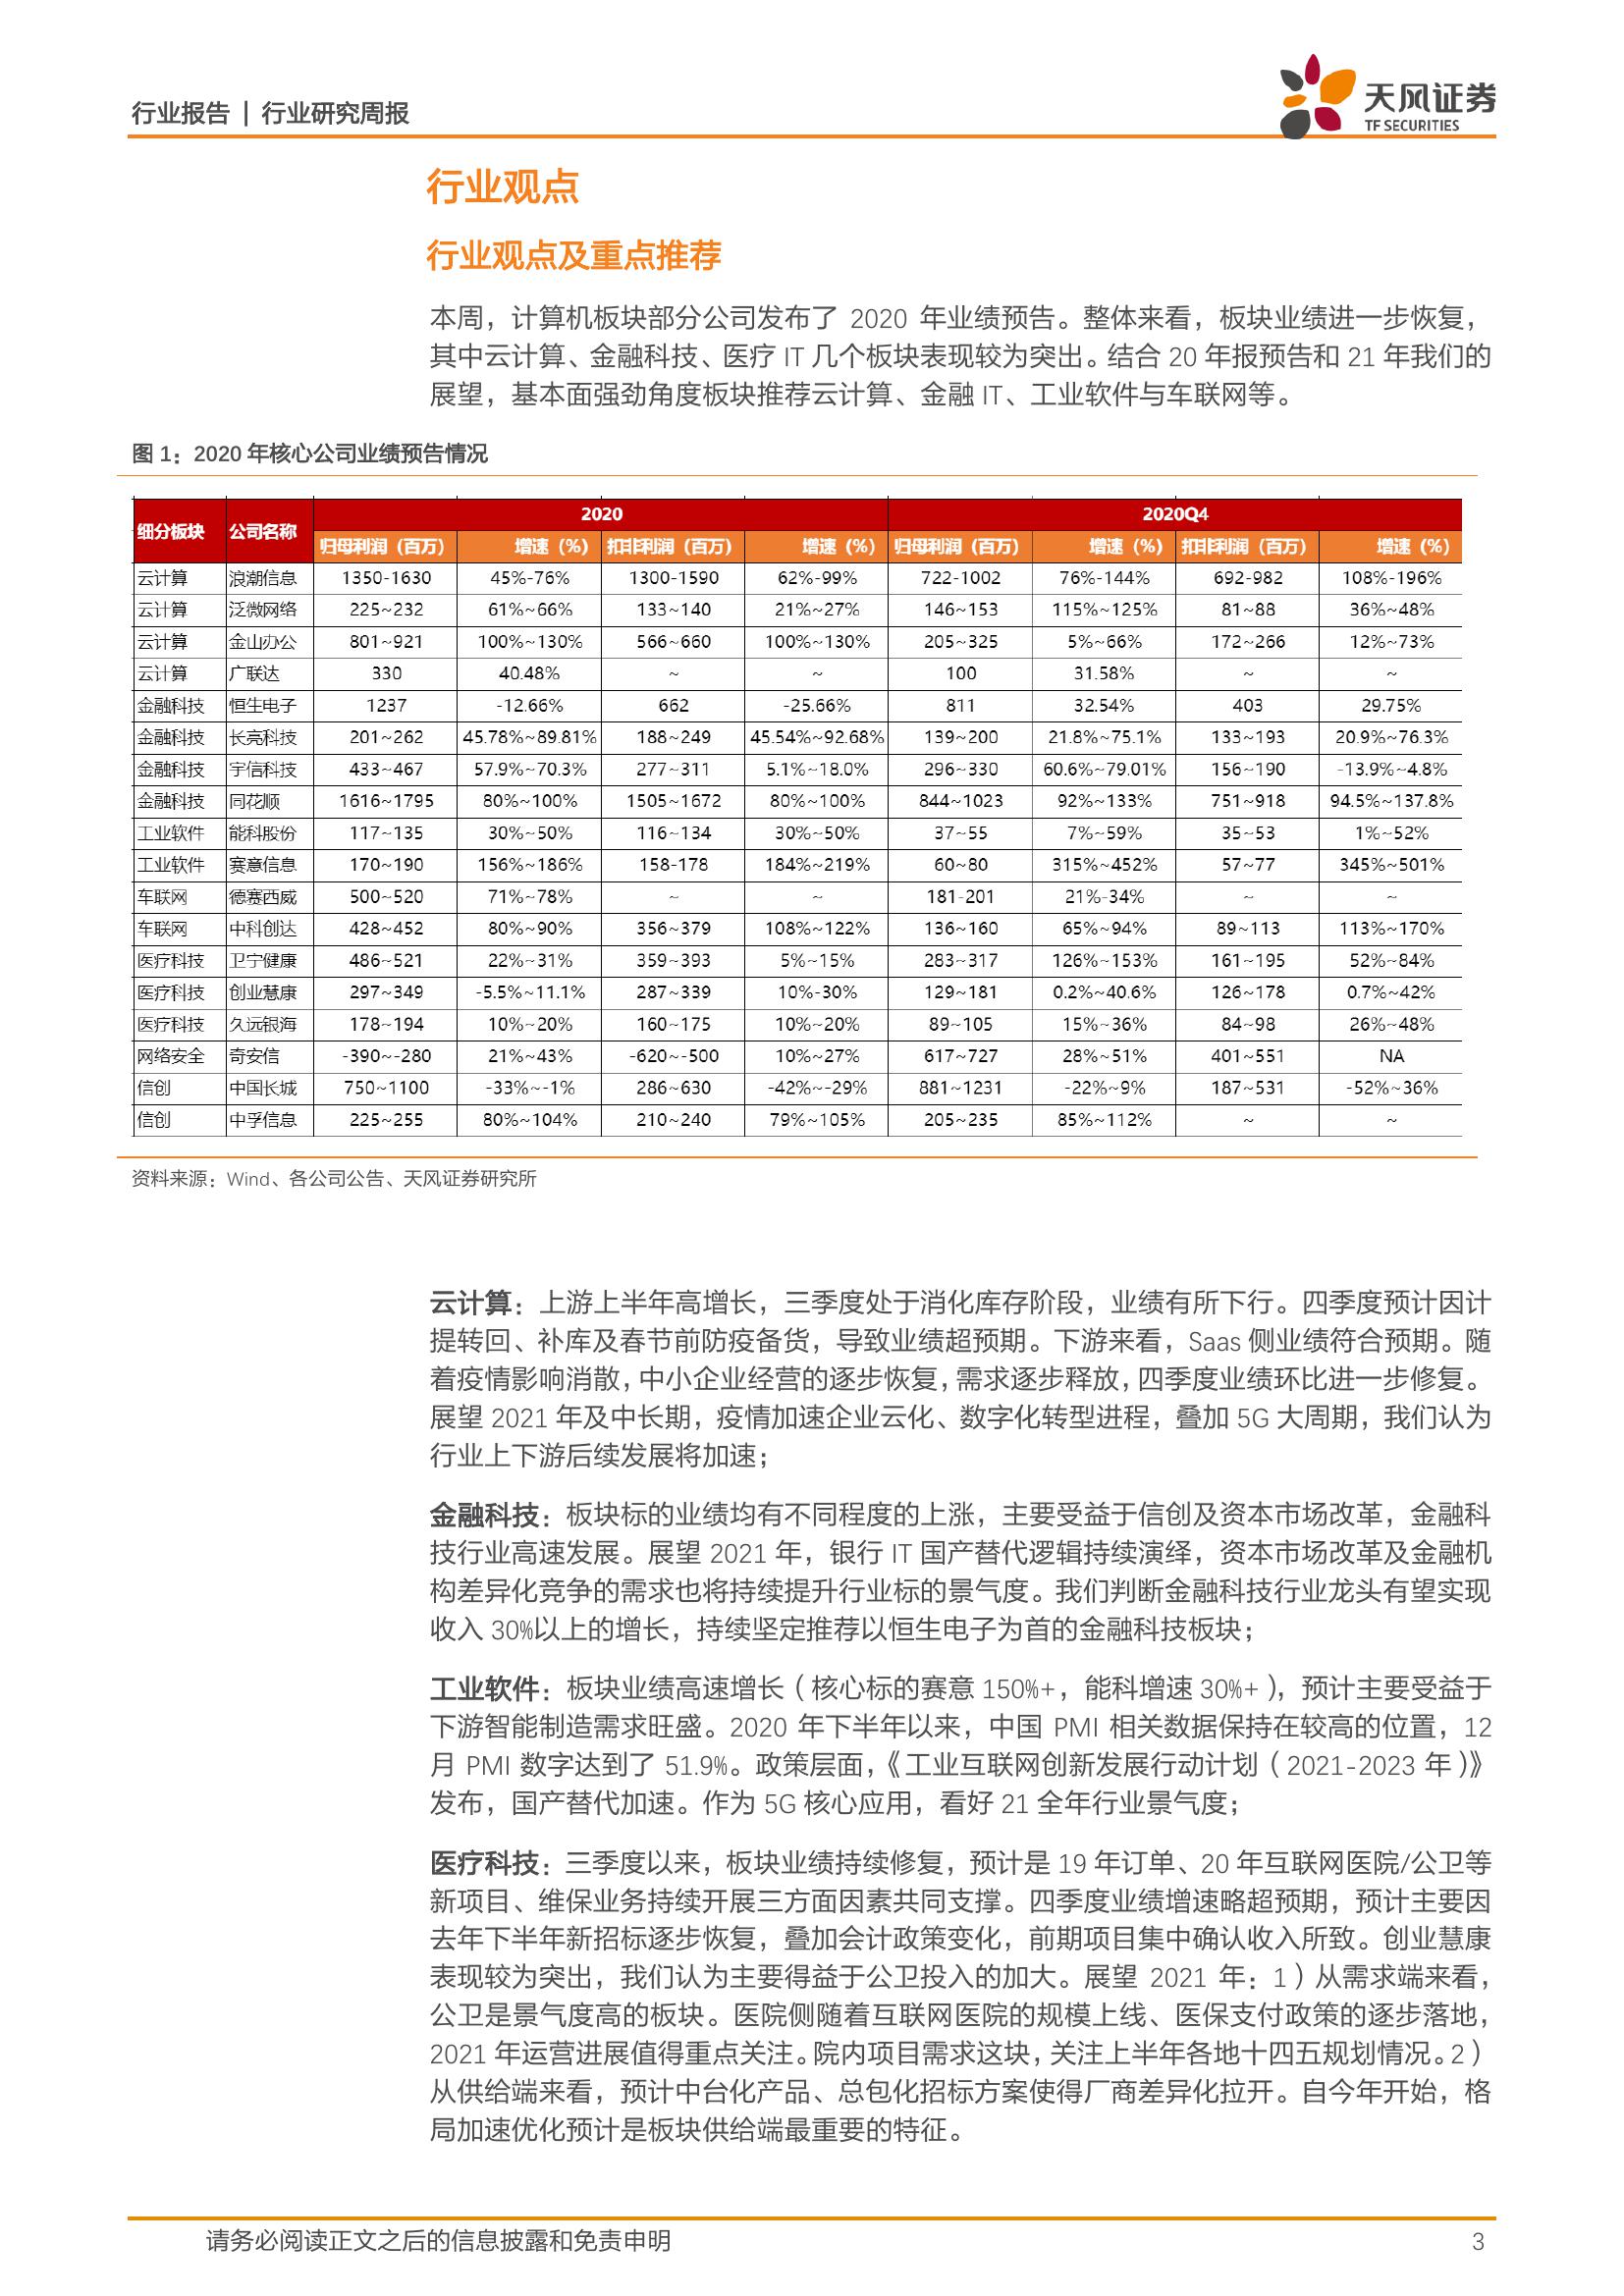 行业报告 | 行业研究周报
天风证券
TF SECURITIES
行业观点
行业观点及重点推荐
本周，计算机板块部分公司发布了 2020 年业绩预告。整体来看，板块业绩进一步恢复，
其中云计算、金融科技、医疗 IT 几个板块表现较为突出。结合 20 年报预告和 21 年我们的
展望，基本面强劲角度板块推荐云计算、金融 IT、工业软件与车联网等。
图 1：2020 年核心公司业绩预告情况
细分板块 公司名称 2020 2020Q4
归母利润（百万） 增速（%） 扣非利润（百万） 增速（%） 归母利润（百万） 增速（%） 扣非利润（百万） 增速（%）
云计算 浪潮信息 1350-1630 45%-76% 1300-1590 62%-99% 722-1002 76%-144% 692-982 108%-196%
云计算 泛微网络 225~232 61%~66% 133~140 21%~27% 146~153 115%~125% 81~88 36%~48%
云计算 金山办公 801~921 100%~130% 566~660 100%~130% 205~325 5%~66% 172~266 12%~73%
云计算 广联达 330 40.48% ~ ~ 100 31.58% ~ ~
金融科技 恒生电子 1237 -12.66% 662 -25.66% 811 32.54% 403 29.75%
金融科技 长亮科技 201~262 45.78%~89.81% 188~249 45.54%~92.68% 139~200 21.8%~75.1% 133~193 20.9%~76.3%
金融科技 宇信科技 433~467 57.9%~70.3% 277~311 5.1%~18.0% 296~330 60.6%~79.01% 156~190 -13.9%~4.8%
金融科技 同花顺 1616~1795 80%~100% 1505~1672 80%~100% 844~1023 92%~133% 751~918 94.5%~137.8%
工业软件 能科股份 117~135 30%~50% 116~134 30%~50% 37~55 7%~59% 35~53 1%~52%
工业软件 赛意信息 170~190 156%~186% 158-178 184%~219% 60~80 315%~452% 57~77 345%~501%
车联网 德赛西威 500~520 71%~78% ~ ~ 181-201 21%-34% ~ ~
车联网 中科创达 428~452 80%~90% 356~379 108%~122% 136~160 65%~94% 89~113 113%~170%
医疗科技 卫宁健康 486~521 22%~31% 359~393 5%~15% 283~317 126%~153% 161~195 52%~84%
医疗科技 创业慧康 297~349 -5.5%~11.1% 287~339 10%-30% 129~181 0.2%~40.6% 126~178 0.7%~42%
医疗科技 久远银海 178~194 10%~20% 160~175 10%~20% 89~105 15%~36% 84~98 26%~48%
网络安全 奇安信 -390~-280 21%~43% -620~-500 10%~27% 617~727 28%~51% 401~551 NA
信创 中国长城 750~1100 -33%~-1% 286~630 -42%~-29% 881~1231 -22%~9% 187~531 -52%~36%
信创 中孚信息 225~255 80%~104% 210~240 79%~105% 205~235 85%~112% ~ ~
资料来源：Wind、各公司公告、天风证券研究所
云计算：上游上半年高增长，三季度处于消化库存阶段，业绩有所下行。四季度预计因计
提转回、补库及春节前防疫备货，导致业绩超预期。下游来看，Saas 侧业绩符合预期。随
着疫情影响消散，中小企业经营的逐步恢复，需求逐步释放，四季度业绩环比进一步修复。
展望 2021 年及中长期，疫情加速企业云化、数字化转型进程，叠加 5G 大周期，我们认为
行业上下游后续发展将加速；
金融科技：板块标的业绩均有不同程度的上涨，主要受益于信创及资本市场改革，金融科
技行业高速发展。展望 2021 年，银行 IT 国产替代逻辑持续演绎，资本市场改革及金融机
构差异化竞争的需求也将持续提升行业标的景气度。我们判断金融科技行业龙头有望实现
收入 30%以上的增长，持续坚定推荐以恒生电子为首的金融科技板块；
工业软件：板块业绩高速增长（核心标的赛意 150%+，能科增速 30%+），预计主要受益于
下游智能制造需求旺盛。2020 年下半年以来，中国 PMI 相关数据保持在较高的位置，12
月 PMI 数字达到了 51.9%。政策层面，《工业互联网创新发展行动计划（2021-2023 年）》
发布，国产替代加速。作为 5G 核心应用，看好 21 全年行业景气度；
医疗科技：三季度以来，板块业绩持续修复，预计是 19 年订单、20 年互联网医院/公卫等
新项目、维保业务持续开展三方面因素共同支撑。四季度业绩增速略超预期，预计主要因
去年下半年新招标逐步恢复，叠加会计政策变化，前期项目集中确认收入所致。创业慧康
表现较为突出，我们认为主要得益于公卫投入的加大。展望 2021 年：1）从需求端来看，
公卫是景气度高的板块。医院侧随着互联网医院的规模上线、医保支付政策的逐步落地，
2021 年运营进展值得重点关注。院内项目需求这块，关注上半年各地十四五规划情况。2）
从供给端来看，预计中台化产品、总包化招标方案使得厂商差异化拉开。自今年开始，格
局加速优化预计是板块供给端最重要的特征。
请务必阅读正文之后的信息披露和免责申明 3